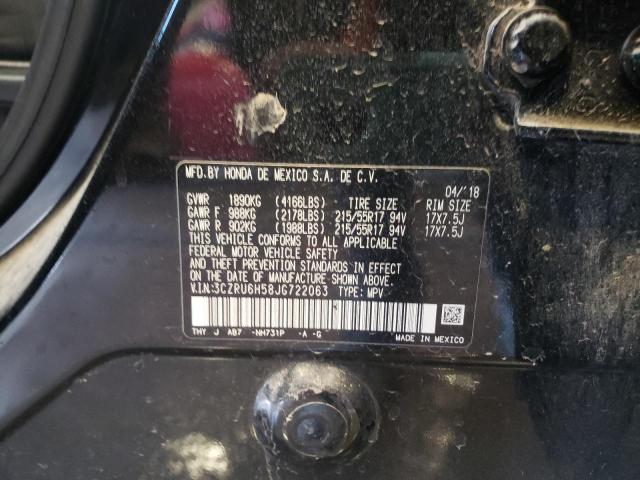 MFD.BY HONDA DE MEXICO S.A. DE C.V. 04/'18
GVWR 1890KG (4166LBS) TIRE SIZE RIM SIZE
GAWR F 988KG (2178LBS) 215/55R17 94V 17X7.5J
GAWR R 902KG (1988LBS) 215/55R17 94V 17X7.5J
THIS VEHICLE CONFORMS TO ALL APPLICABLE
FEDERAL MOTOR VEHICLE SAFETY
AND THEFT PREVENTION STANDARDS IN EFFECT
ON THE DATE OF MANUFACTURE SHOWN ABOVE.
V.I.N:3CZRU6H58JG722063 TYPE: MPV
THY J AB7 -NH731P -A -G
MADE IN MEXICO